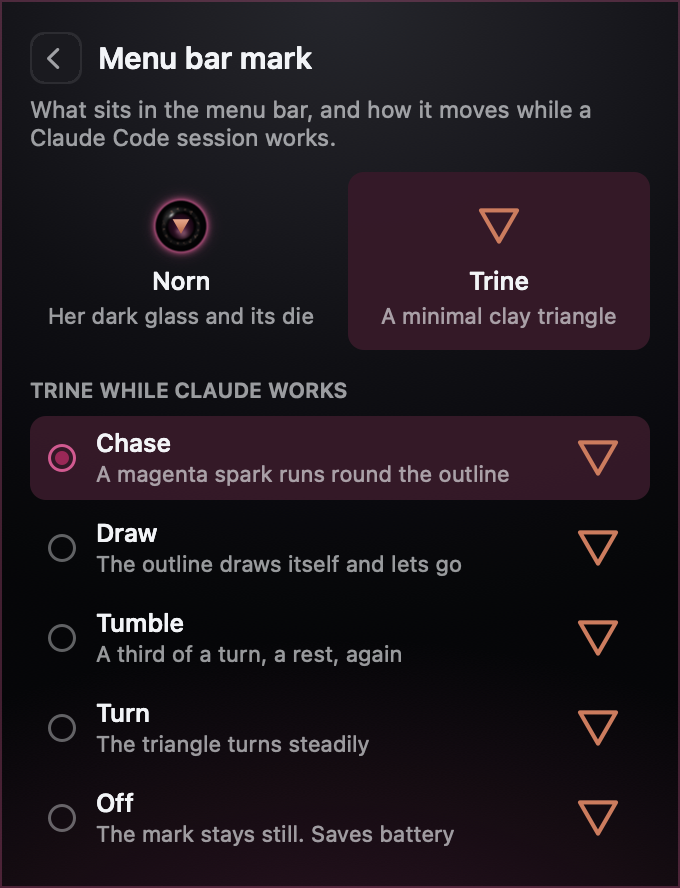 Menu bar mark
What sits in the menu bar, and how it moves while a
Claude Code session works.
Norn
Her dark glass and its die
Trine
A minimal clay triangle
TRINE WHILE CLAUDE WORKS
Chase
A magenta spark runs round the outline
Draw
The outline draws itself and lets go
Tumble
A third of a turn, a rest, again
Turn
The triangle turns steadily
Off
The mark stays still. Saves battery